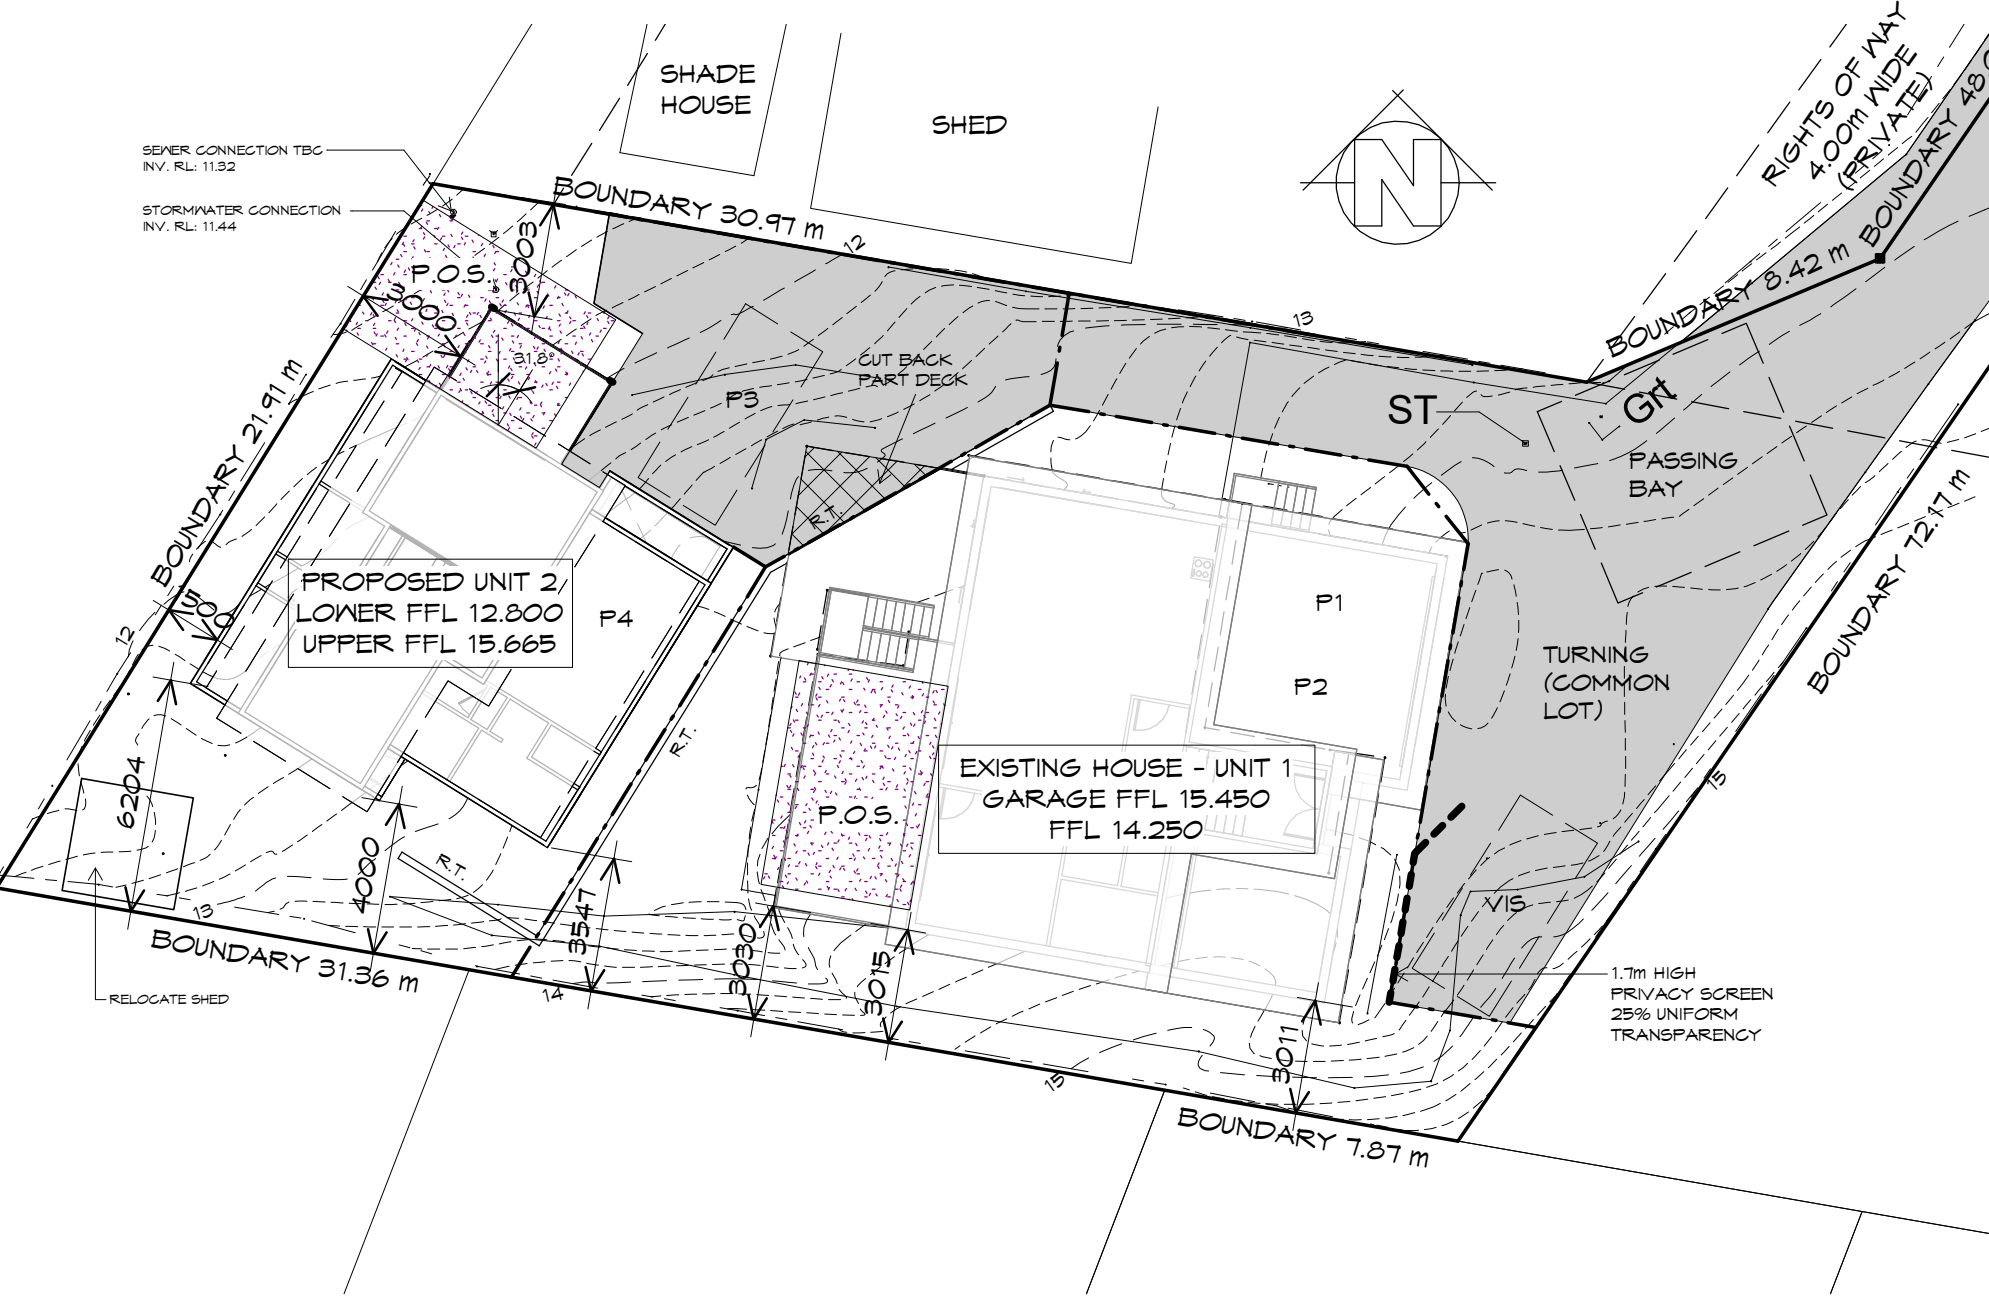 SHADE
HOUSE
SHED
N
RIGHTS OF WAY
4.00m WIDE
(PRIVATE)
SEWER CONNECTION TBC
INV. RL: 11.32
STORMWATER CONNECTION
INV. RL: 11.44
BOUNDARY 30.97 m
12
13
BOUNDARY 8.42 m
BOUNDARY 48.
P.O.S.
3003
3000
31.8°
CUT BACK
PART DECK
P3
ST
Grt
PASSING
BAY
BOUNDARY 21.91 m
R.T.
BOUNDARY 72.17 m
PROPOSED UNIT 2
LOWER FFL 12.800
UPPER FFL 15.665
P4
P1
P2
TURNING
(COMMON
LOT)
12
R.T.
6204
EXISTING HOUSE - UNIT 1
GARAGE FFL 15.450
FFL 14.250
P.O.S.
15
4000
R.T.
3547
3030
3015
3011
VIS
13
BOUNDARY 31.36 m
RELOCATE SHED
14
15
1.7m HIGH
PRIVACY SCREEN
25% UNIFORM
TRANSPARENCY
BOUNDARY 7.87 m